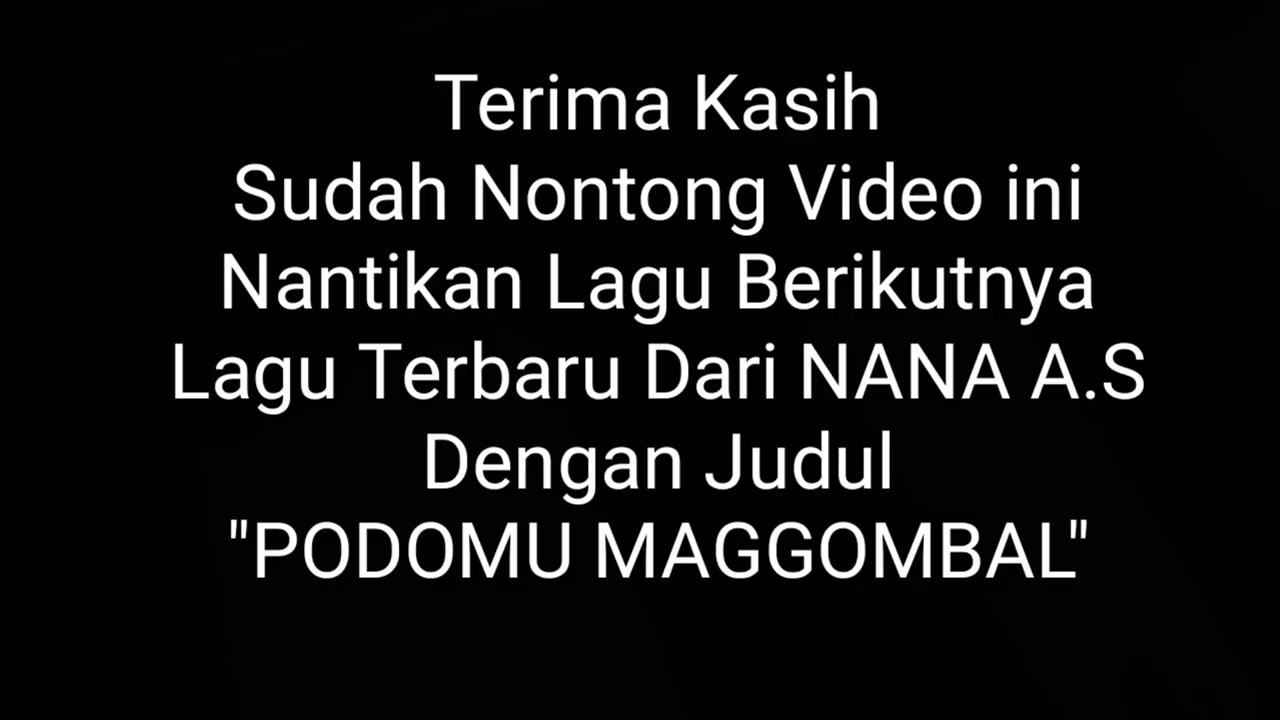 Terima Kasih
Sudah Nontong Video ini
Nantikan Lagu Berikutnya
Lagu Terbaru Dari NANA A.S
Dengan Judul
"PODOMU MAGGOMBAL"